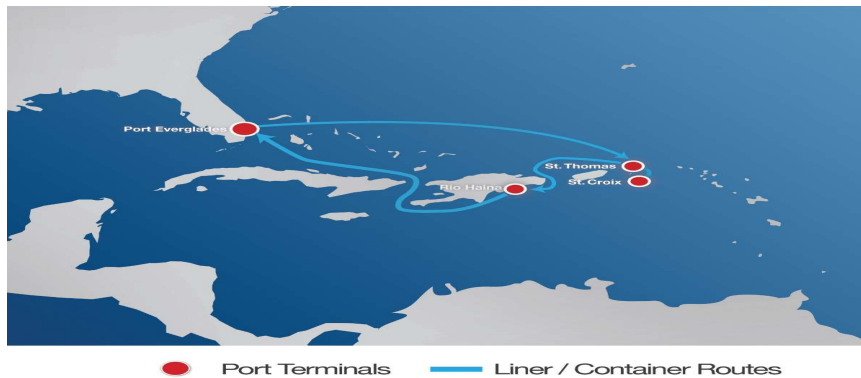 Port Everglades
St. Thomas
St. Croix
Rio Haina
Port Terminals
Liner / Container Routes